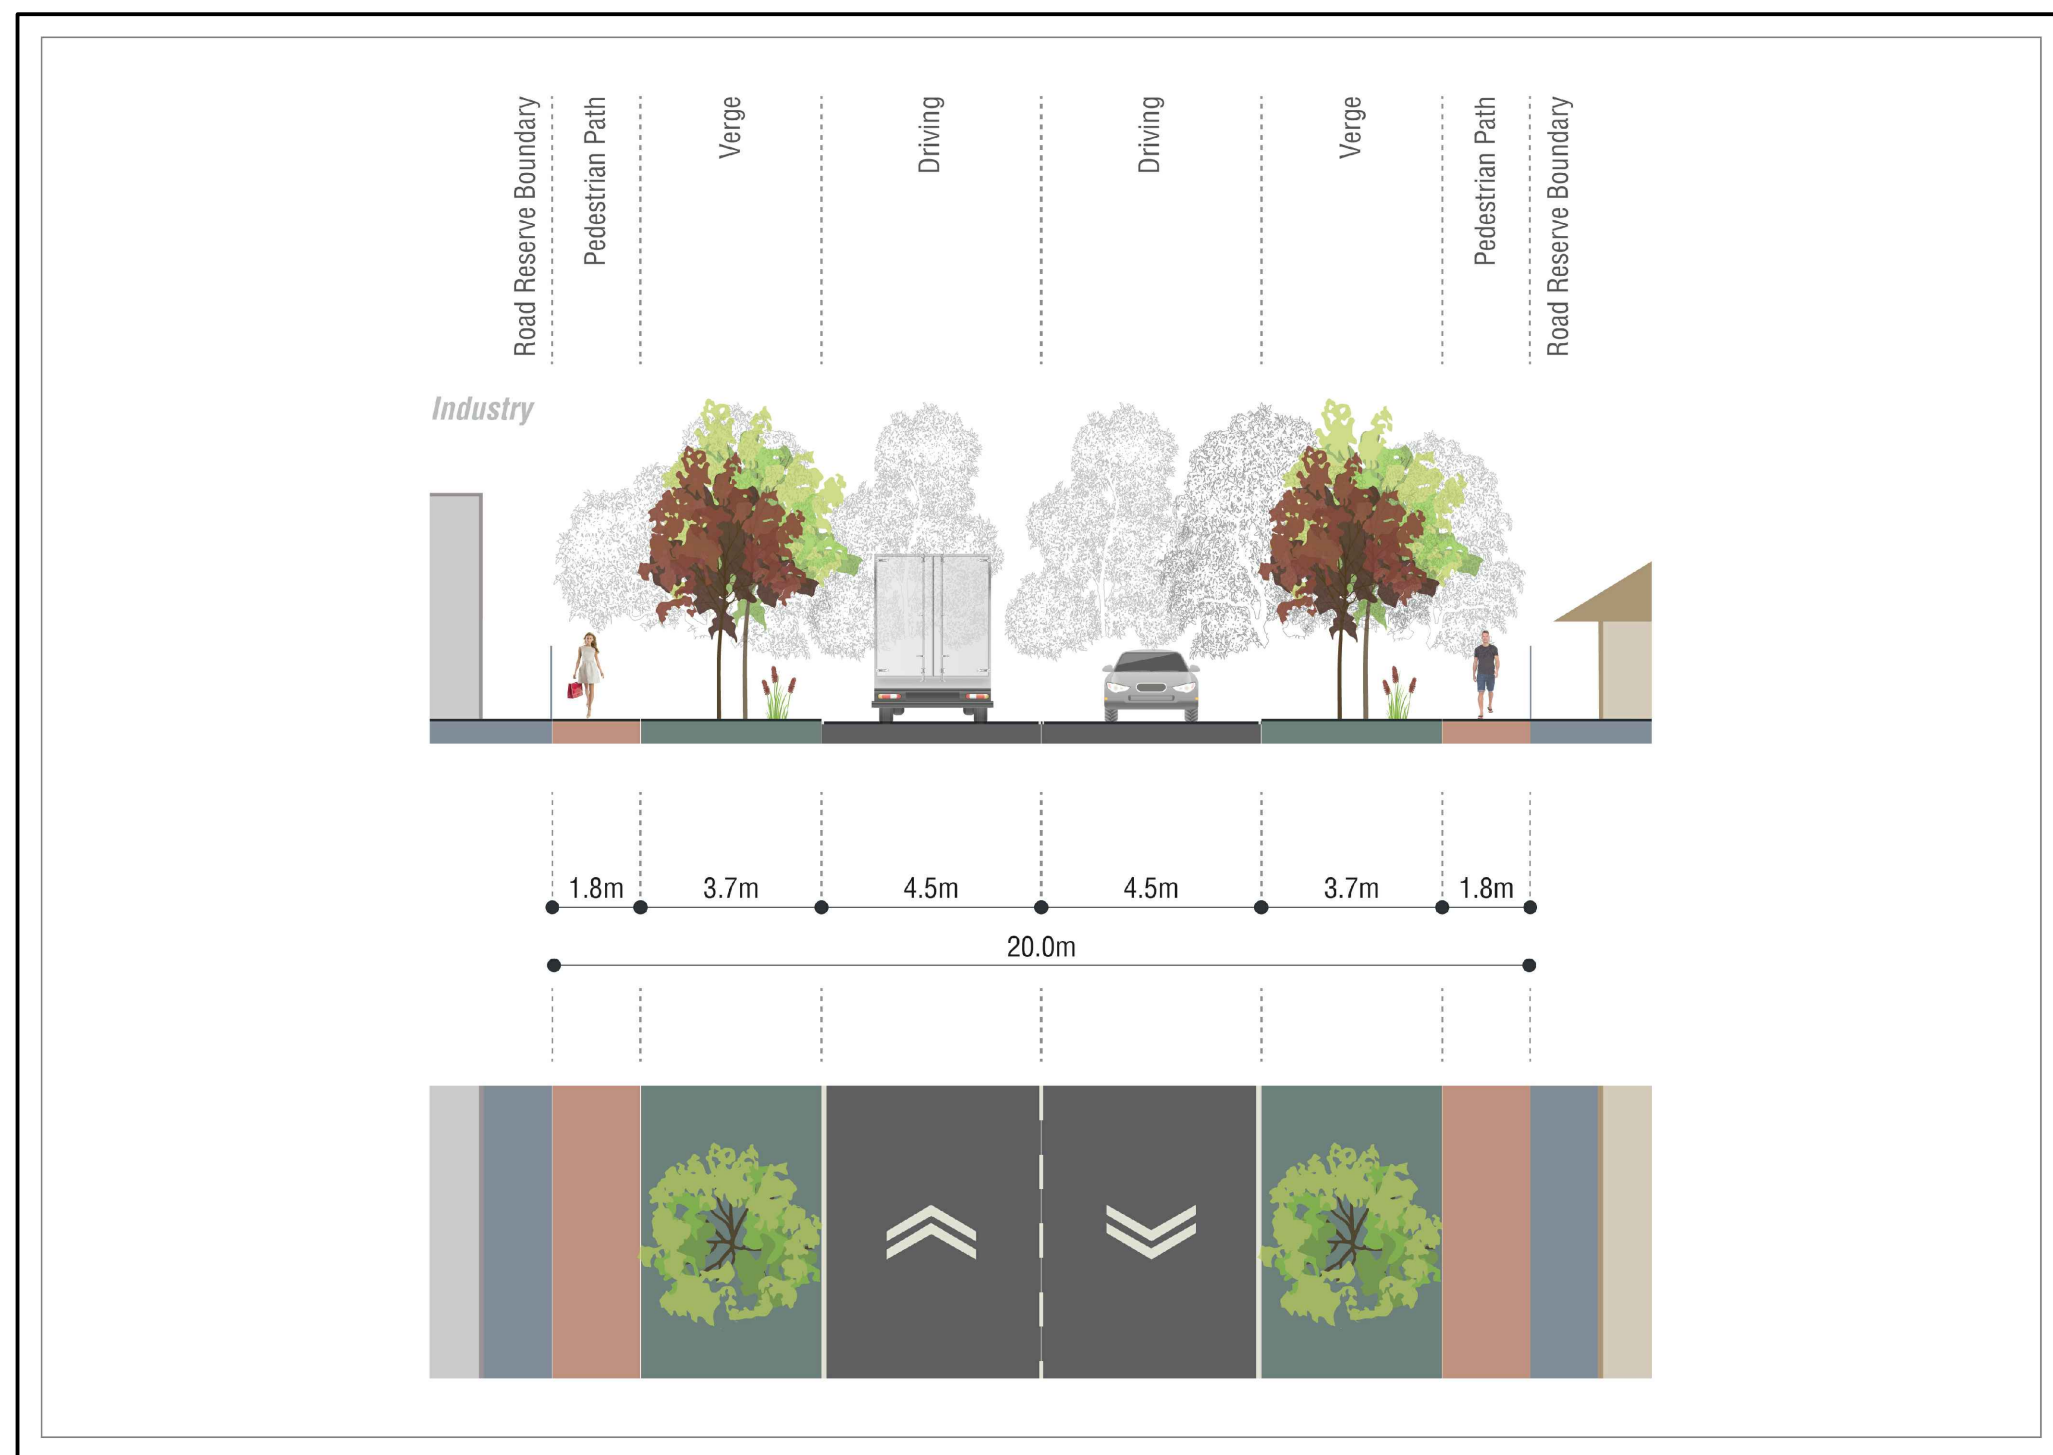 Road Reserve Boundary
Pedestrian Path
Verge
Driving
Driving
Verge
Pedestrian Path
Road Reserve Boundary
Industry
1.8m
3.7m
4.5m
4.5m
3.7m
1.8m
20.0m